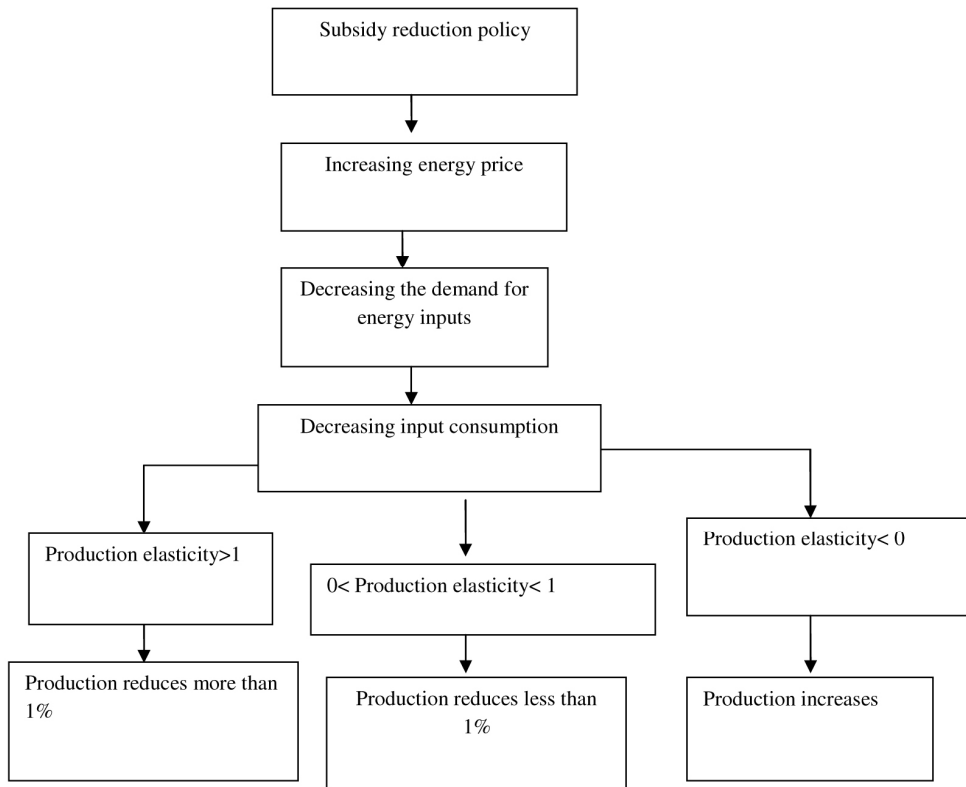 Subsidy reduction policy
Increasing energy price
Decreasing the demand for
energy inputs
Decreasing input consumption
Production elasticity>1
0< Production elasticity< 1
Production elasticity< 0
Production reduces more than
1%
Production reduces less than
1%
Production increases